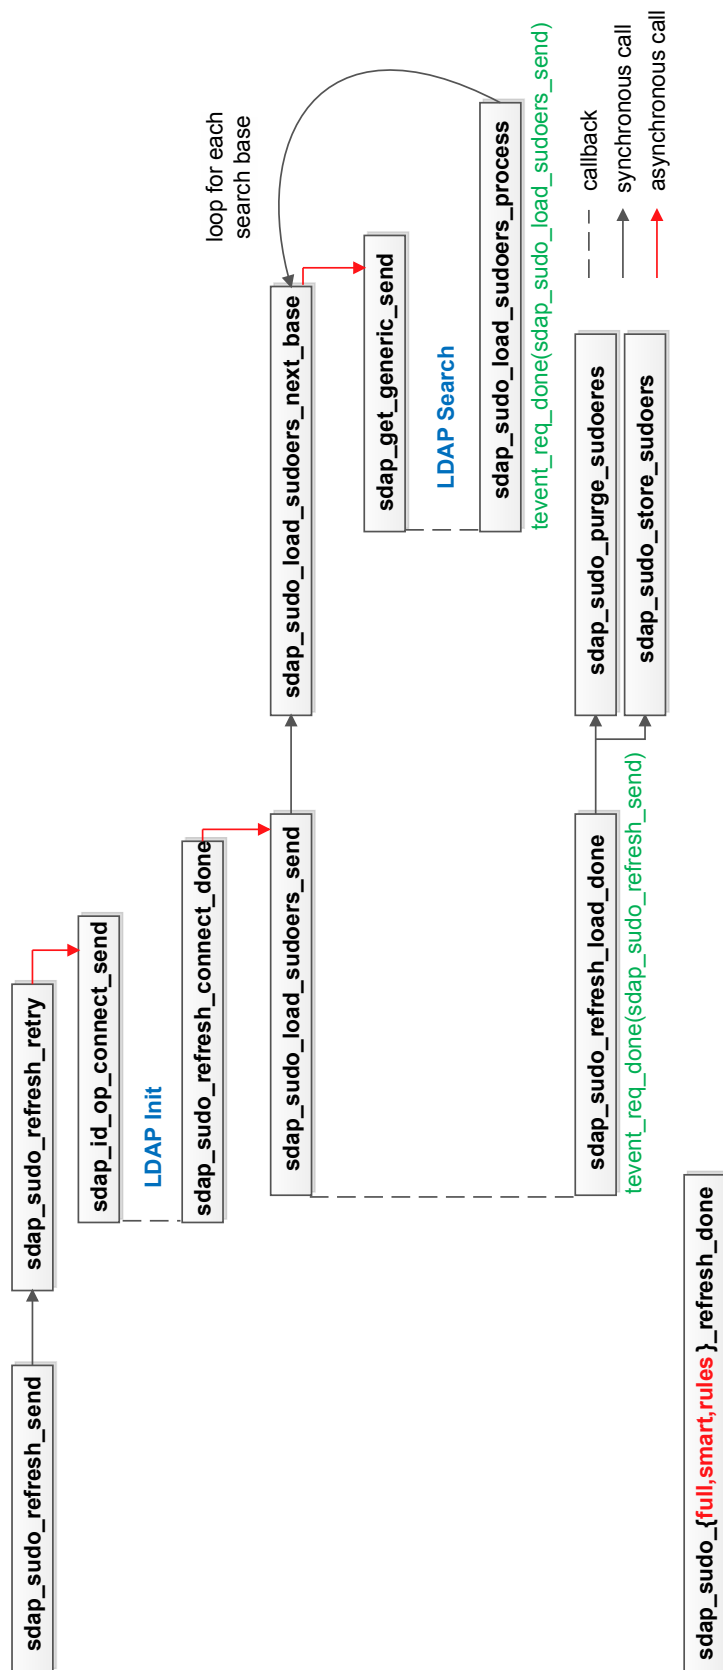 sdap_sudo_refresh_send
sdap_sudo_refresh_retry
sdap_id_op_connect_send
LDAP Init
sdap_sudo_refresh_connect_done
sdap_sudo_load_sudoers_send
sdap_sudo_load_sudoers_next_base
loop for each
search base
sdap_get_generic_send
LDAP Search
sdap_sudo_load_sudoers_process
tevent_req_done(sdap_sudo_load_sudoers_send)
sdap_sudo_refresh_load_done
tevent_req_done(sdap_sudo_refresh_send)
sdap_sudo_purge_sudoeres
sdap_sudo_store_sudoers
callback
synchronous call
asynchronous call
sdap_sudo_{full,smart,rules }_refresh_done